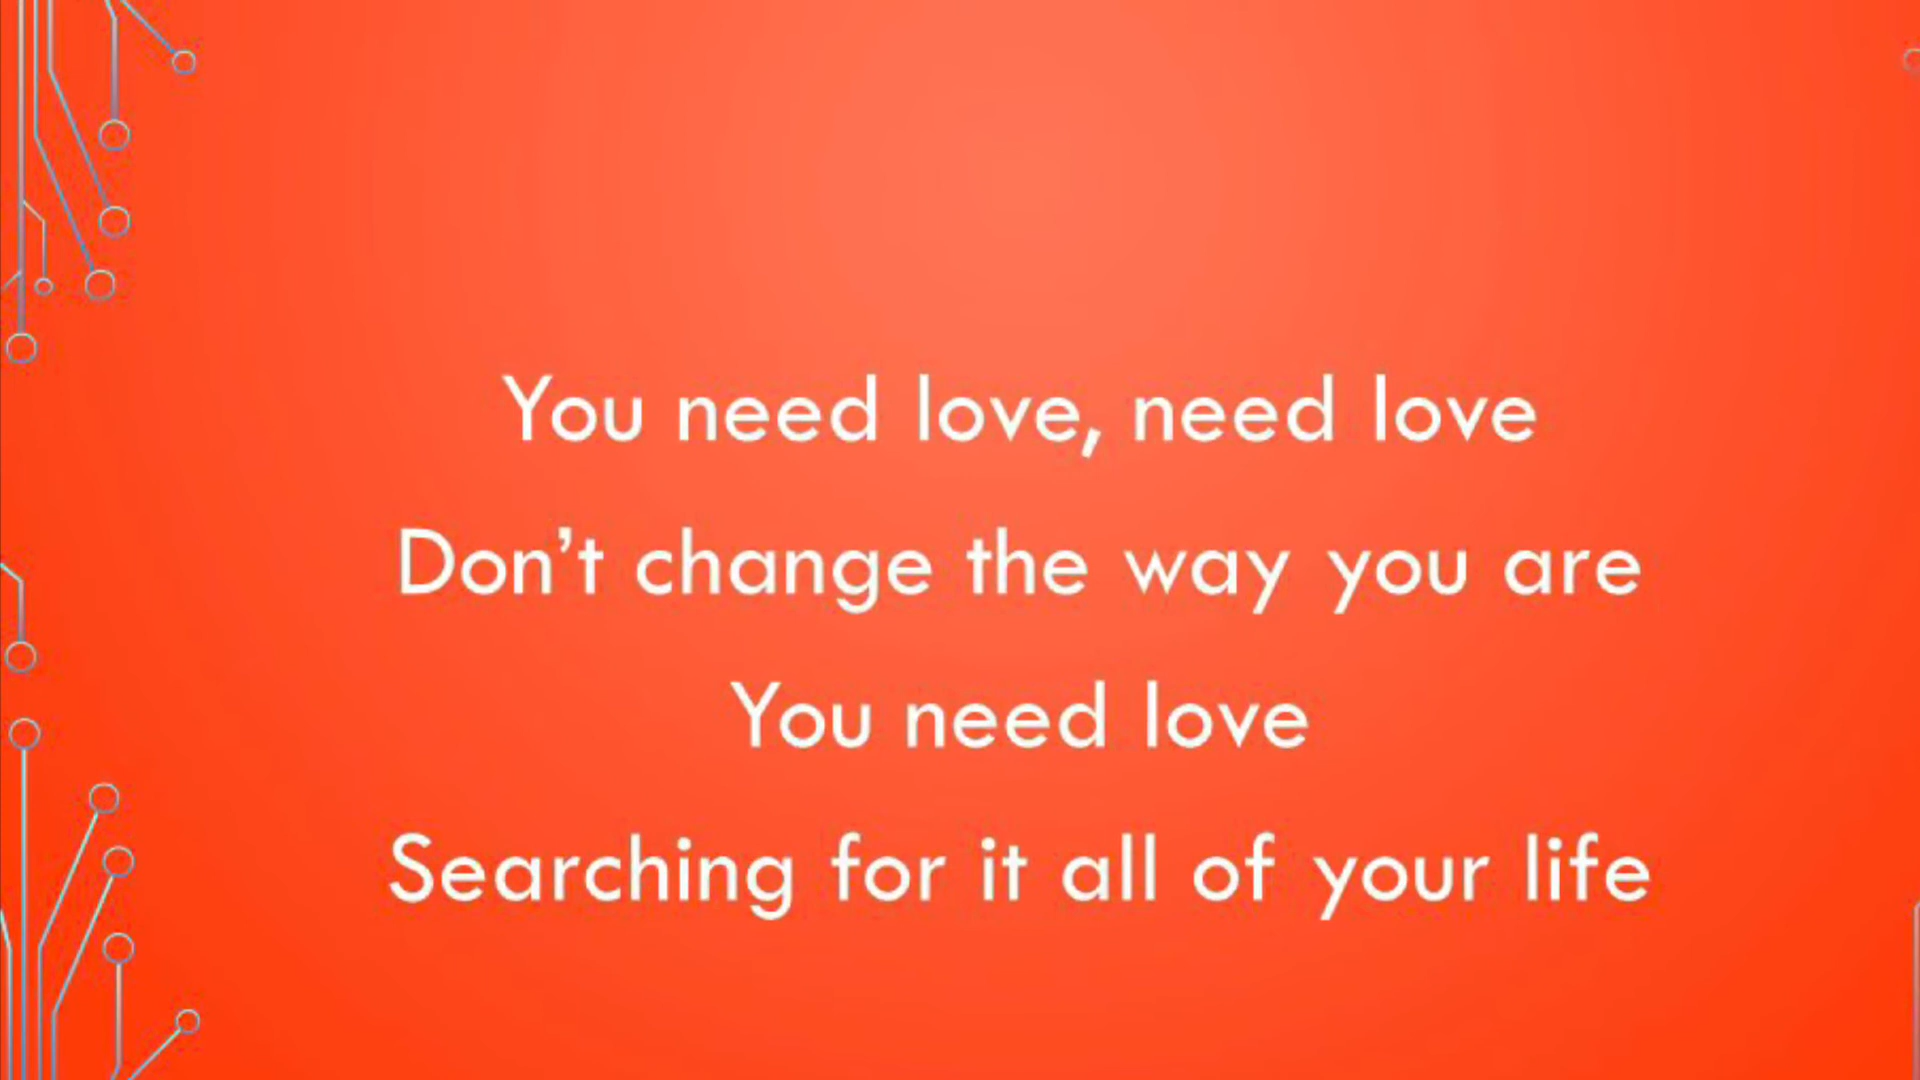 You need love, need love
Don’t change the way you are
You need love
Searching for it all of your life